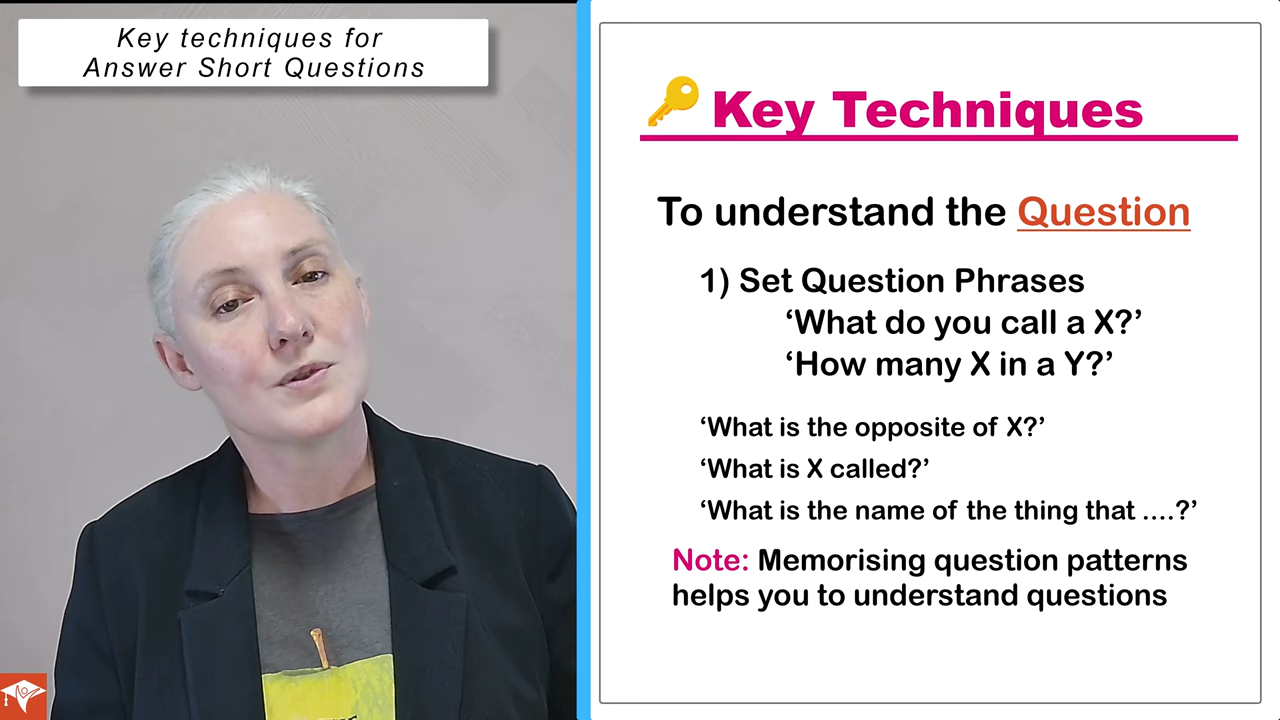 Key techniques for
Answer Short Questions
Key Techniques
To understand the Question
1) Set Question Phrases
‘What do you call a X?’
‘How many X in a Y?’
‘What is the opposite of X?’
‘What is X called?’
‘What is the name of the thing that ....?’
Note: Memorising question patterns
helps you to understand questions